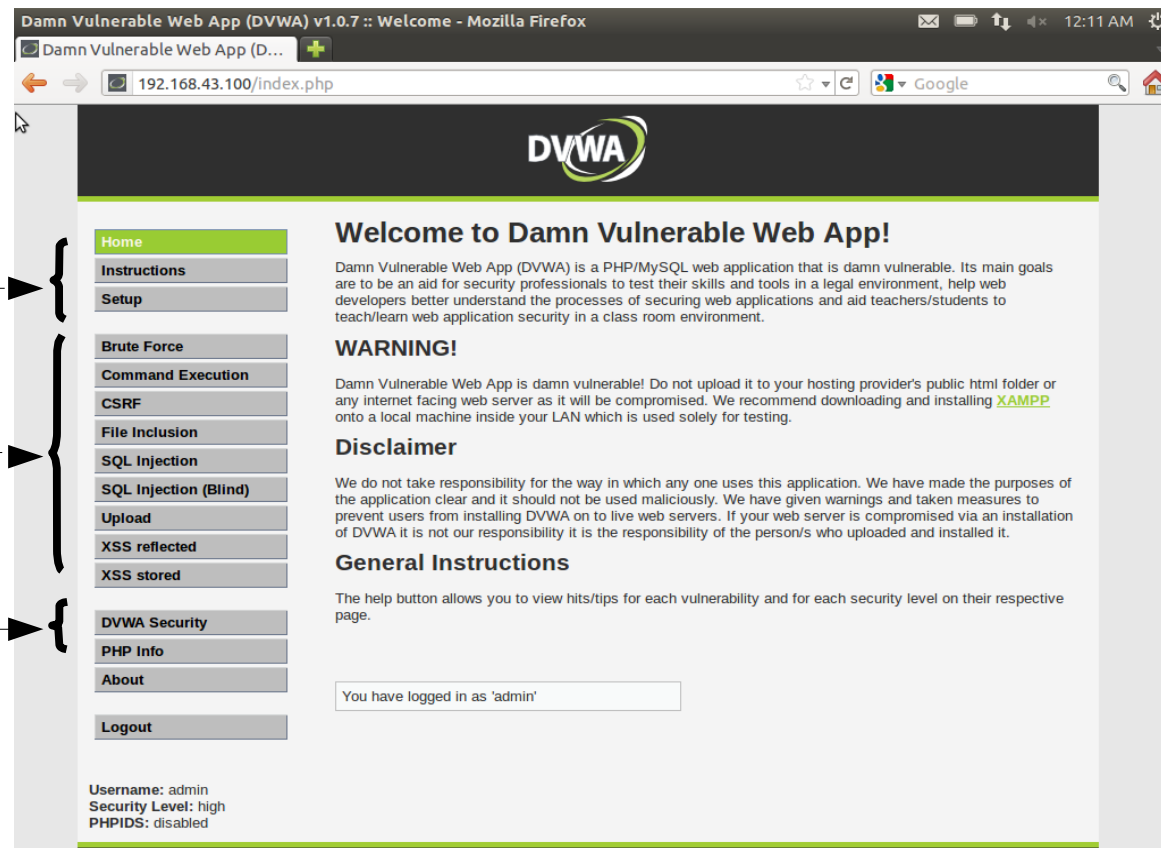 Damn Vulnerable Web App (DVWA) v1.0.7 :: Welcome - Mozilla Firefox
12:11 AM
Damn Vulnerable Web App (D...
192.168.43.100/index.php
Google
DVWA
Home
Instructions
Setup
Brute Force
Command Execution
CSRF
File Inclusion
SQL Injection
SQL Injection (Blind)
Upload
XSS reflected
XSS stored
DVWA Security
PHP Info
About
Logout
Username: admin
Security Level: high
PHPIDS: disabled
Welcome to Damn Vulnerable Web App!
Damn Vulnerable Web App (DVWA) is a PHP/MySQL web application that is damn vulnerable. Its main goals
are to be an aid for security professionals to test their skills and tools in a legal environment, help web
developers better understand the processes of securing web applications and aid teachers/students to
teach/learn web application security in a class room environment.
WARNING!
Damn Vulnerable Web App is damn vulnerable! Do not upload it to your hosting provider's public html folder or
any internet facing web server as it will be compromised. We recommend downloading and installing XAMPP
onto a local machine inside your LAN which is used solely for testing.
Disclaimer
We do not take responsibility for the way in which any one uses this application. We have made the purposes of
the application clear and it should not be used maliciously. We have given warnings and taken measures to
prevent users from installing DVWA on to live web servers. If your web server is compromised via an installation
of DVWA it is not our responsibility it is the responsibility of the person/s who uploaded and installed it.
General Instructions
The help button allows you to view hits/tips for each vulnerability and for each security level on their respective
page.
You have logged in as 'admin'